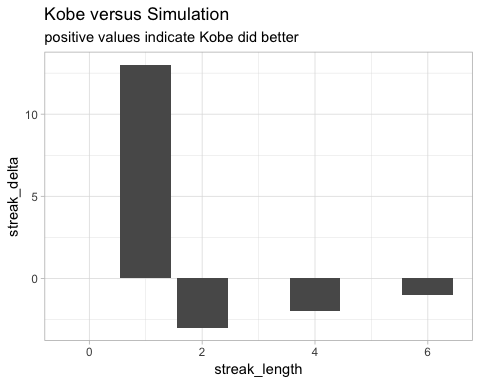 Kobe versus Simulation
positive values indicate Kobe did better
10
5
0
streak_delta
0 2 4 6
streak_length